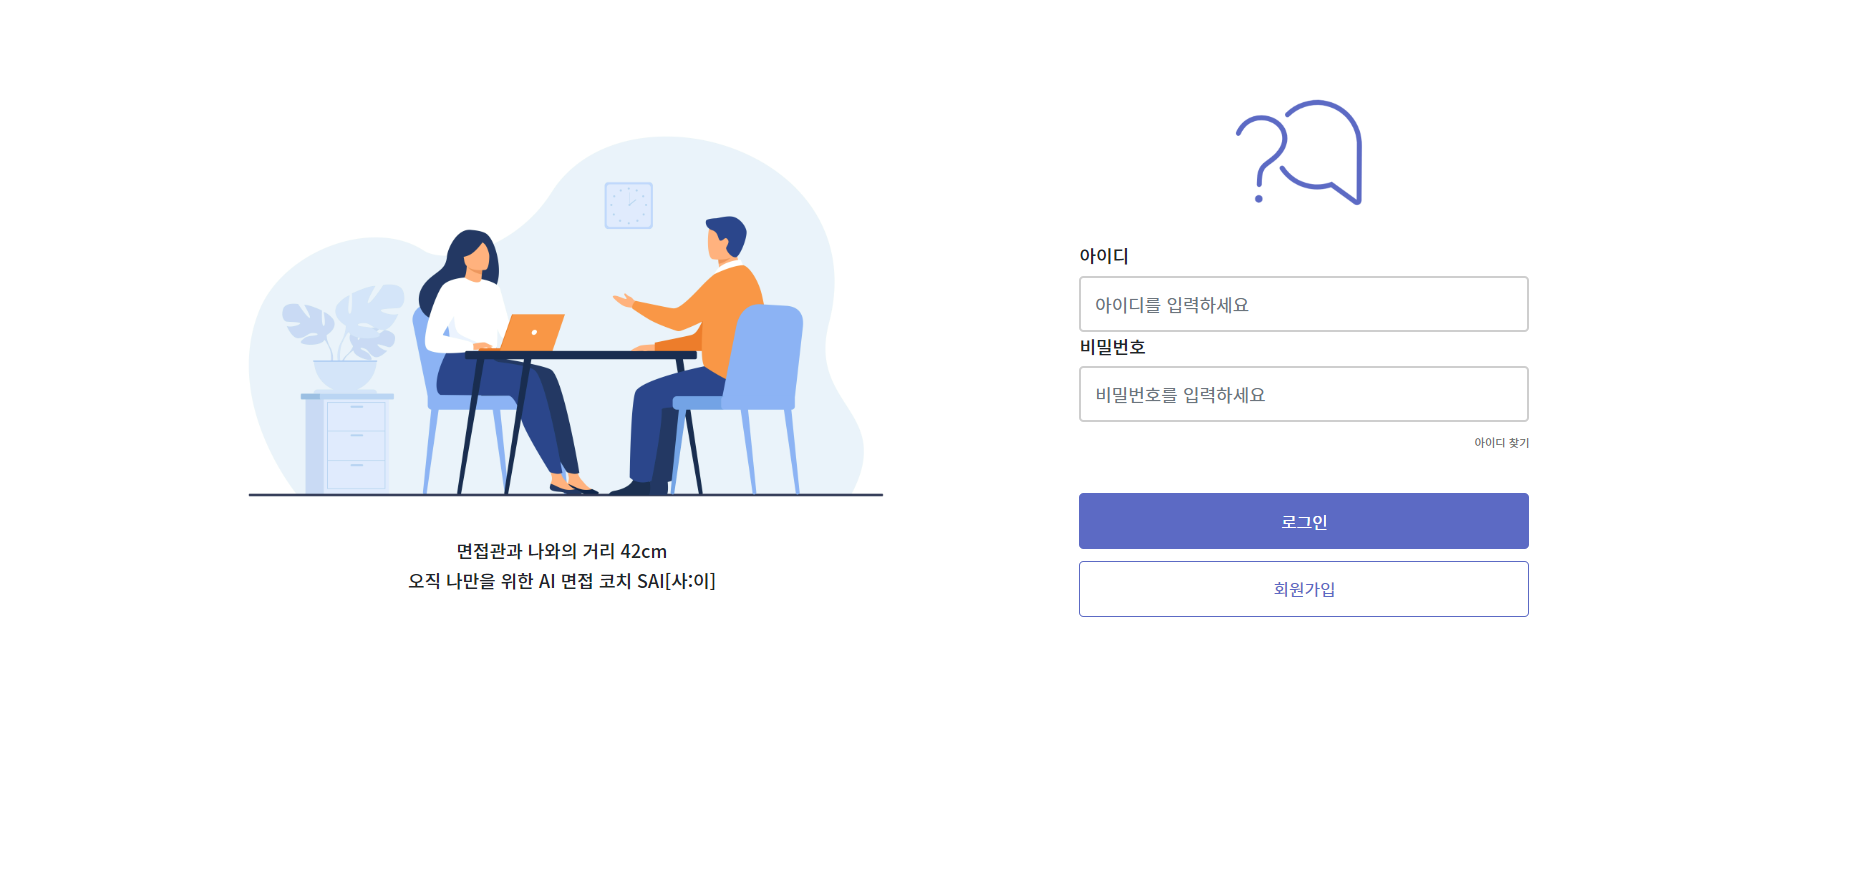 면접관과 나와의 거리 42cm
오직 나만을 위한 AI 면접 코치 SAI[사:이]
아이디
아이디를 입력하세요
비밀번호
비밀번호를 입력하세요
아이디 찾기
로그인
회원가입